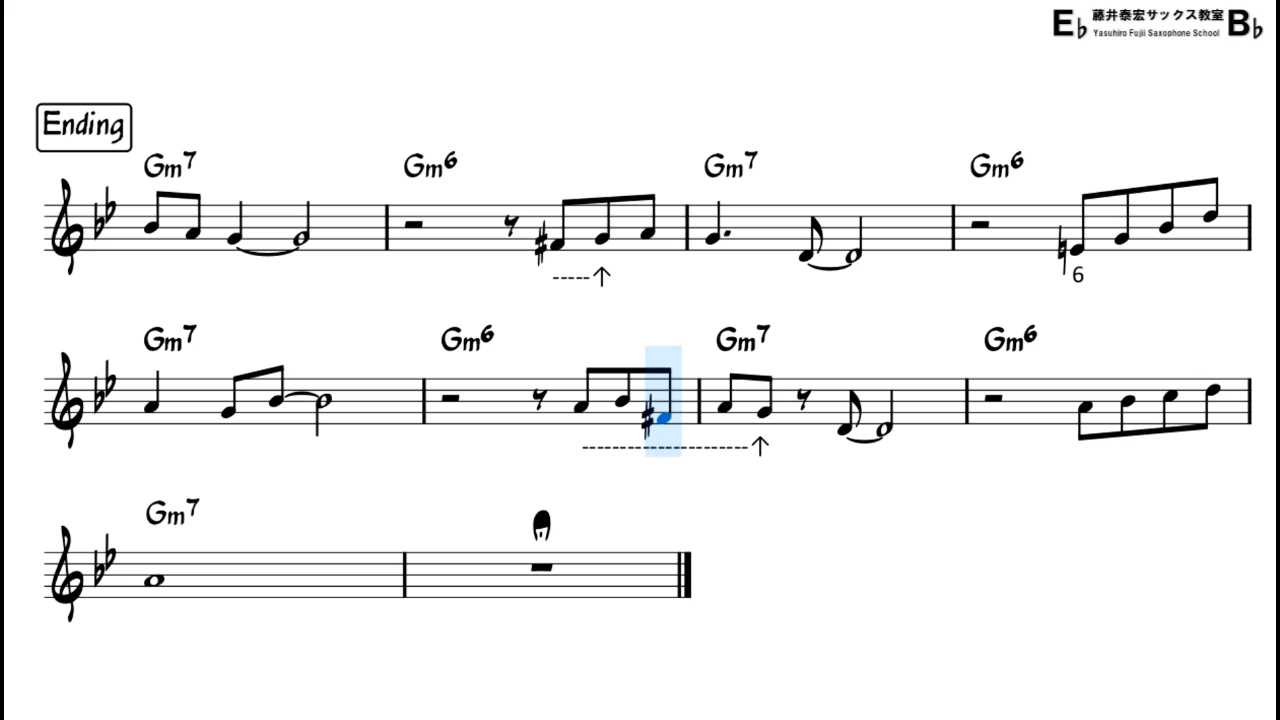 E♭ 藤井泰宏サックス教室 B♭
Yasuhiro Fujii Saxophone School
Ending
Gm7 Gm6 Gm7 Gm6
6
Gm7 Gm6 Gm7 Gm6
Gm7